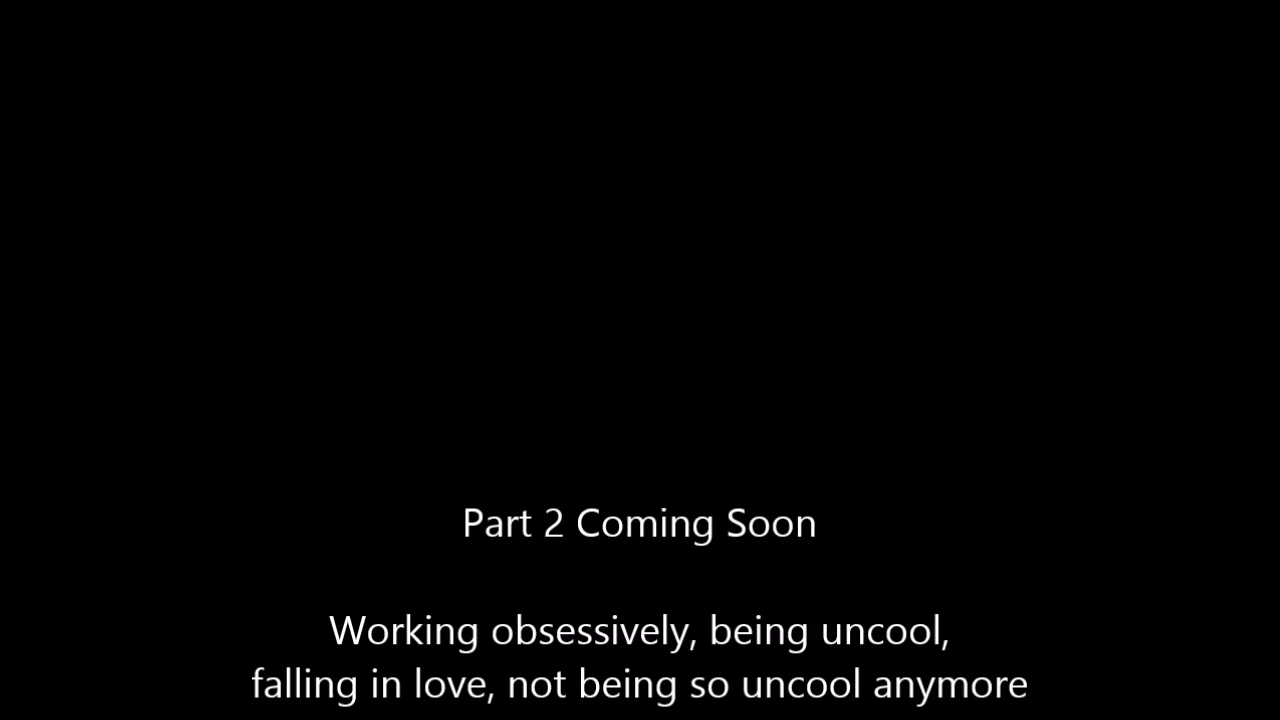 Part 2 Coming Soon
Working obsessively, being uncool,
falling in love, not being so uncool anymore